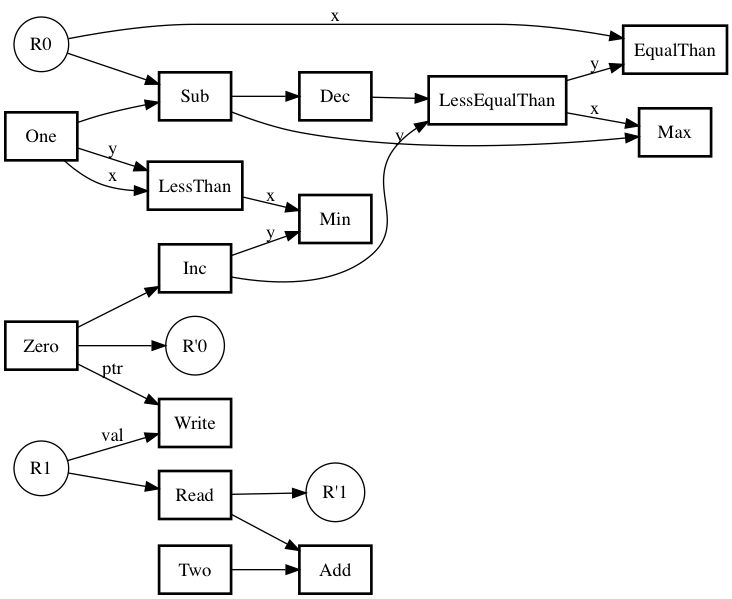 x
R0
EqualThan
y
Sub
Dec
LessEqualThan
x
Max
One
y
y
x
LessThan
x
Min
y
Inc
Zero
R'0
ptr
Write
val
R1
Read
R'1
Two
Add